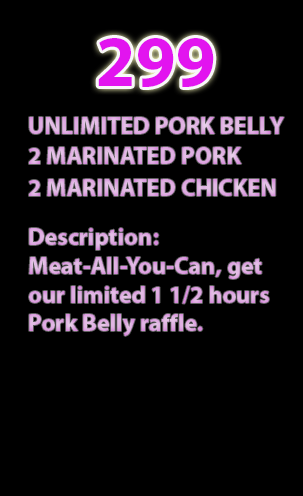 299
UNLIMITED PORK BELLY
2 MARINATED PORK
2 MARINATED CHICKEN
Description:
Meat-All-You-Can, get
our limited 1 1/2 hours
Pork Belly raffle.